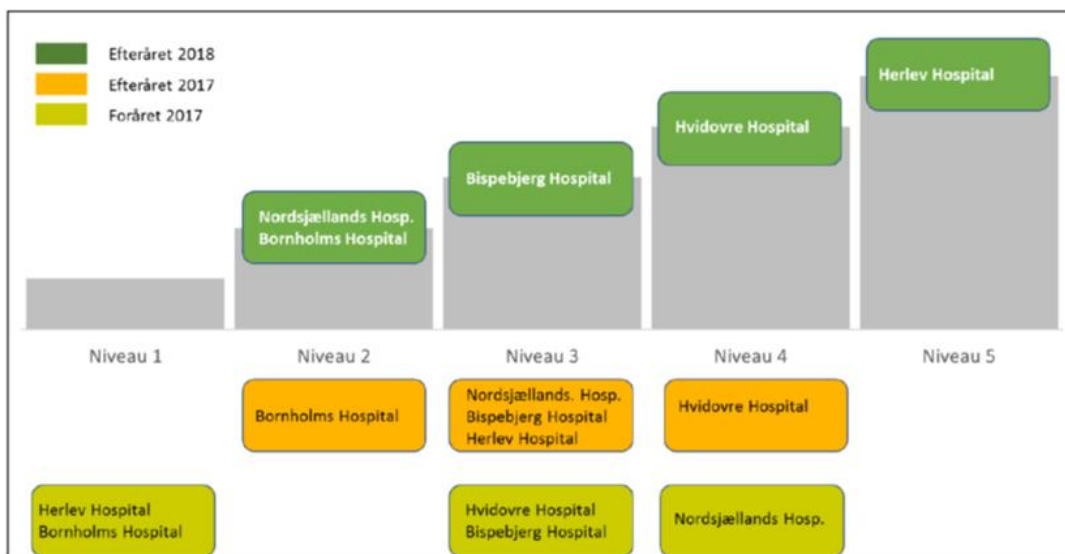 Efteråret 2018
Efteråret 2017
Foråret 2017
Herlev Hospital
Hvidovre Hospital
Bispebjerg Hospital
Nordsjællands Hosp.
Bornholms Hospital
Niveau 1
Niveau 2
Niveau 3
Niveau 4
Niveau 5
Bornholms Hospital
Nordsjællands. Hosp.
Bispebjerg Hospital
Herlev Hospital
Hvidovre Hospital
Herlev Hospital
Bornholms Hospital
Hvidovre Hospital
Bispebjerg Hospital
Nordsjællands Hosp.